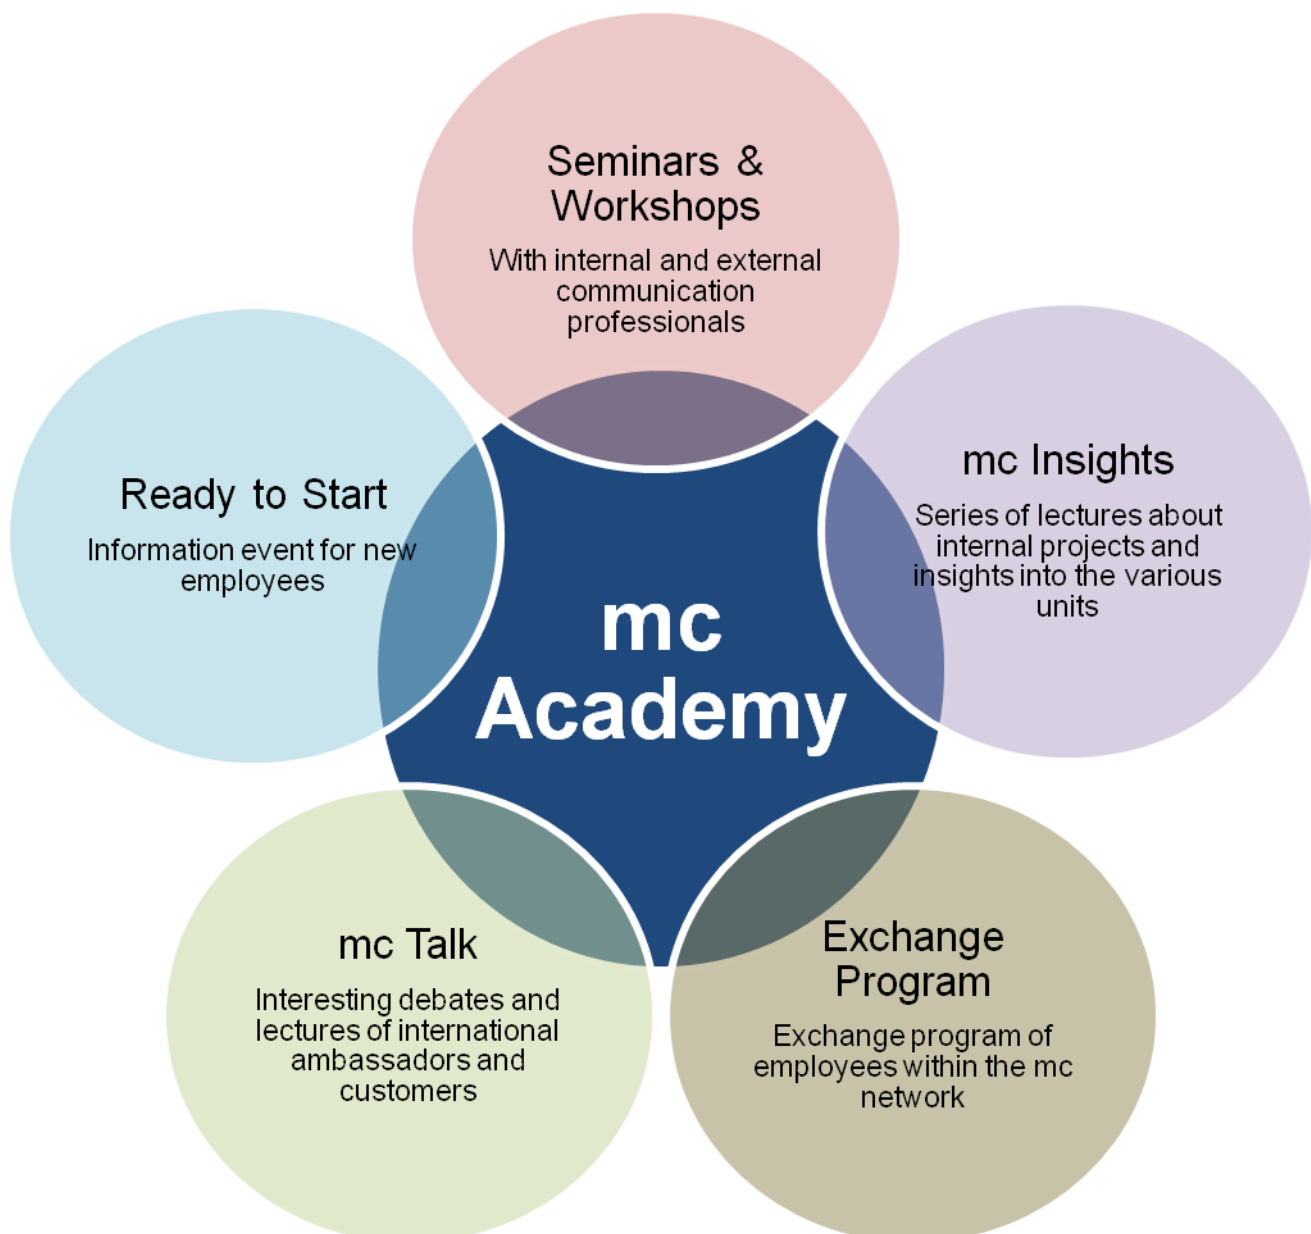 Seminars &
Workshops
With internal and external
communication
professionals
mc Insights
Series of lectures about
internal projects and
insights into the various
units
Ready to Start
Information event for new
employees
mc
Academy
mc Talk
Interesting debates and
lectures of international
ambassadors and
customers
Exchange
Program
Exchange program of
employees within the mc
network